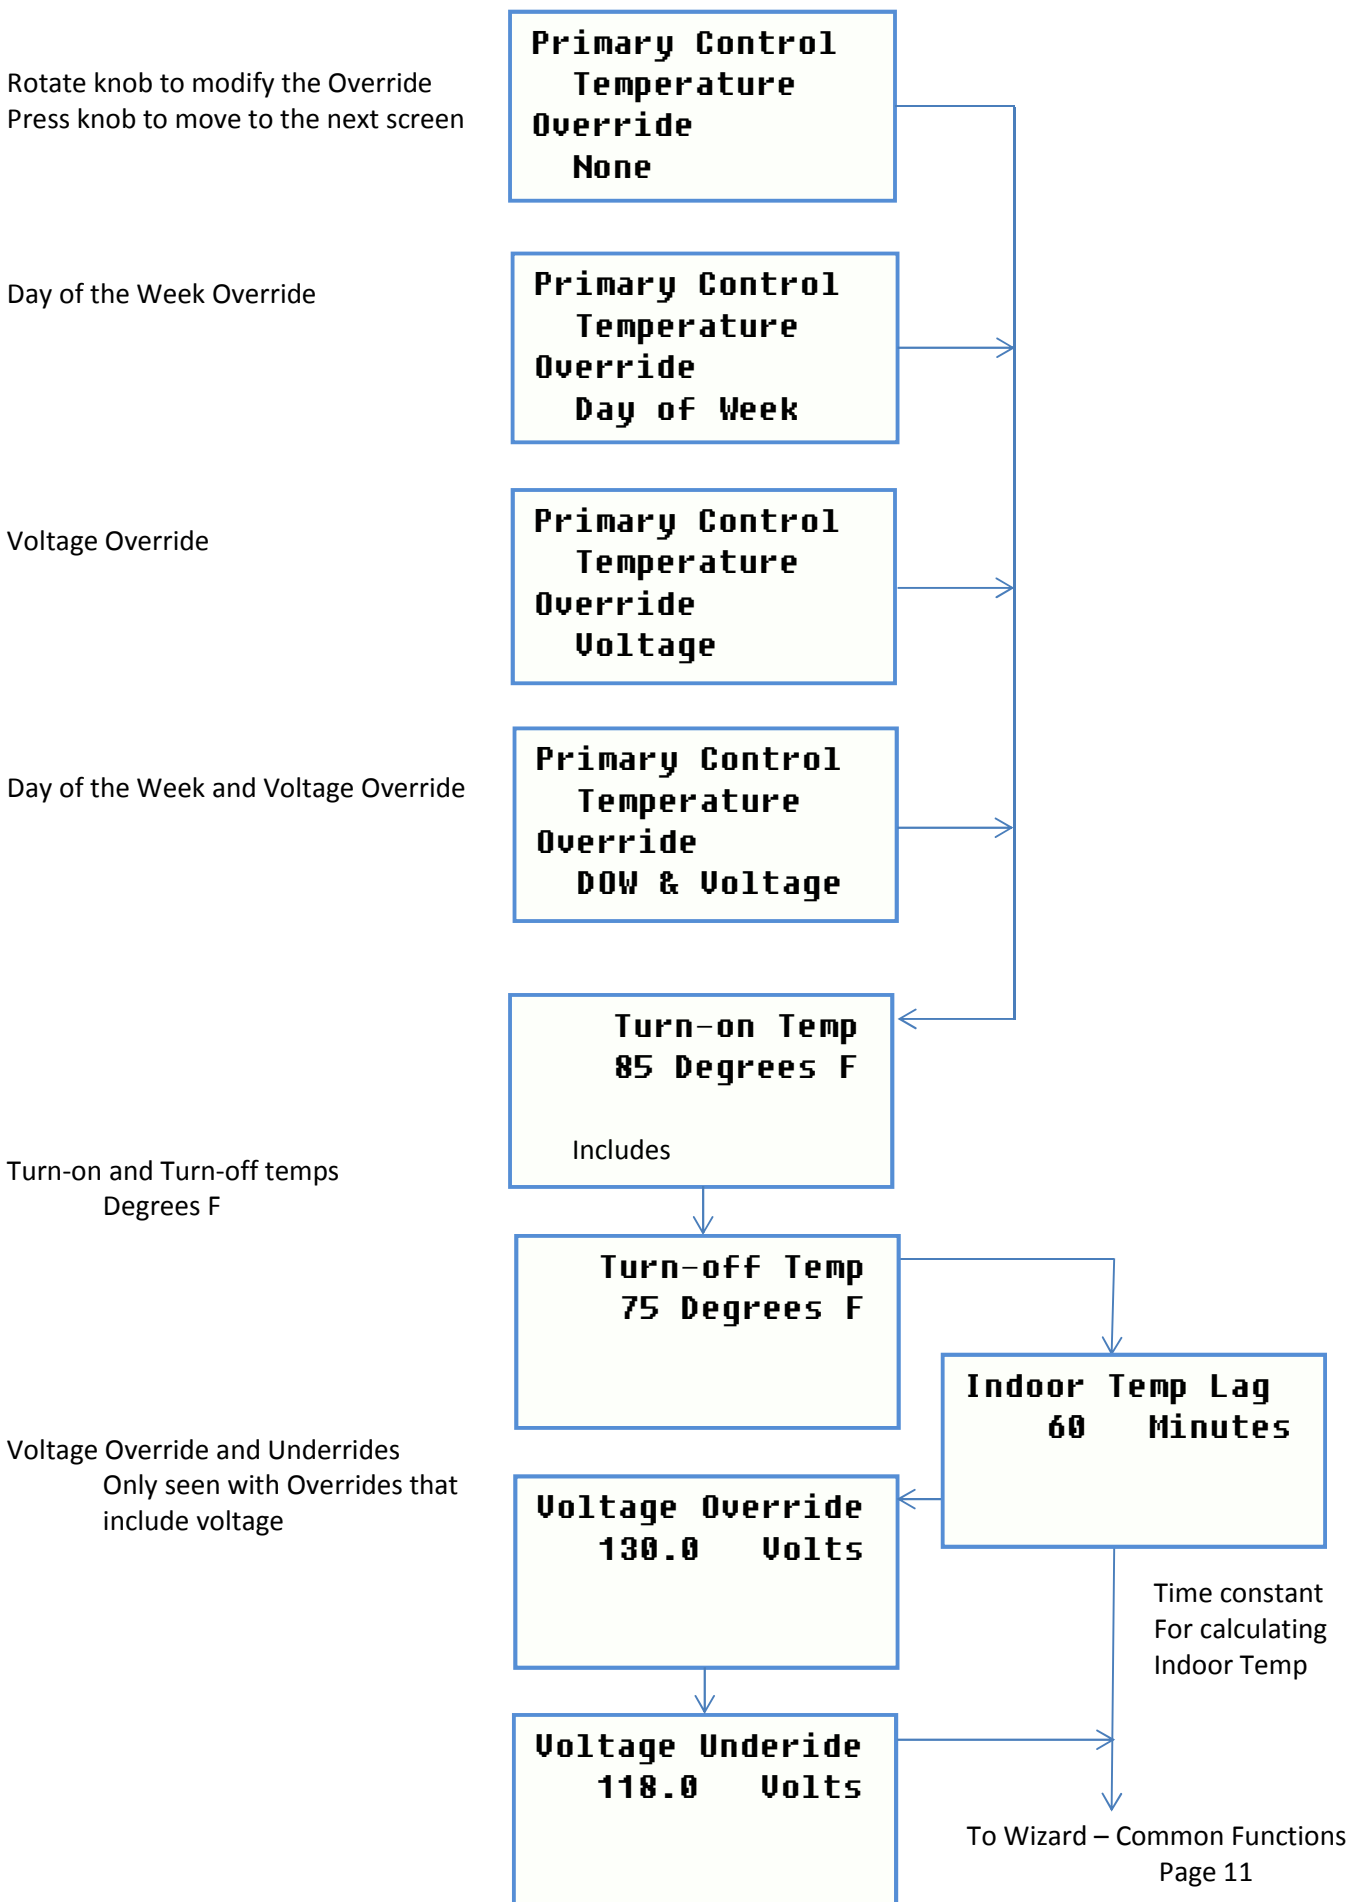 Primary Control
Temperature
Override
None
Rotate knob to modify the Override
Press knob to move to the next screen
Day of the Week Override
Primary Control
Temperature
Override
Day of Week
Voltage Override
Primary Control
Temperature
Override
Voltage
Day of the Week and Voltage Override
Primary Control
Temperature
Override
DOW & Voltage
Turn-on Temp
85 Degrees F
Includes
Turn-on and Turn-off temps
Degrees F
Turn-off Temp
75 Degrees F
Indoor Temp Lag
60 Minutes
Voltage Override and Underrides
Only seen with Overrides that
include voltage
Voltage Override
130.0 Volts
Time constant
For calculating
Indoor Temp
Voltage Underide
118.0 Volts
To Wizard – Common Functions
Page 11